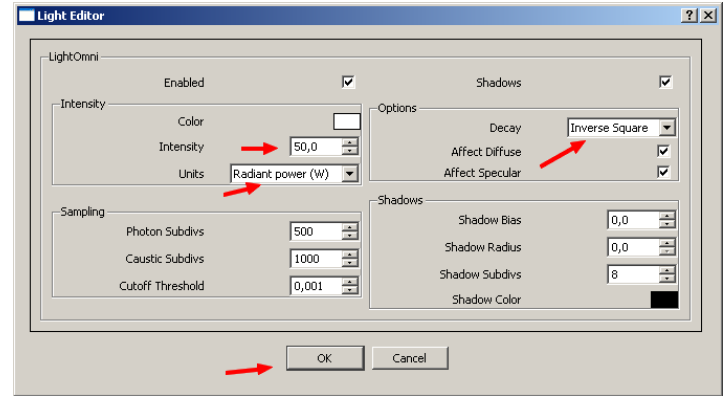 Light Editor
LightOmni
Enabled
Shadows
Intensity
Color
Intensity 50,0
Units Radiant power (W)
Options
Decay Inverse Square
Affect Diffuse
Affect Specular
Sampling
Photon Subdivs 500
Caustic Subdivs 1000
Cutoff Threshold 0,001
Shadows
Shadow Bias 0,0
Shadow Radius 0,0
Shadow Subdivs 8
Shadow Color
OK Cancel